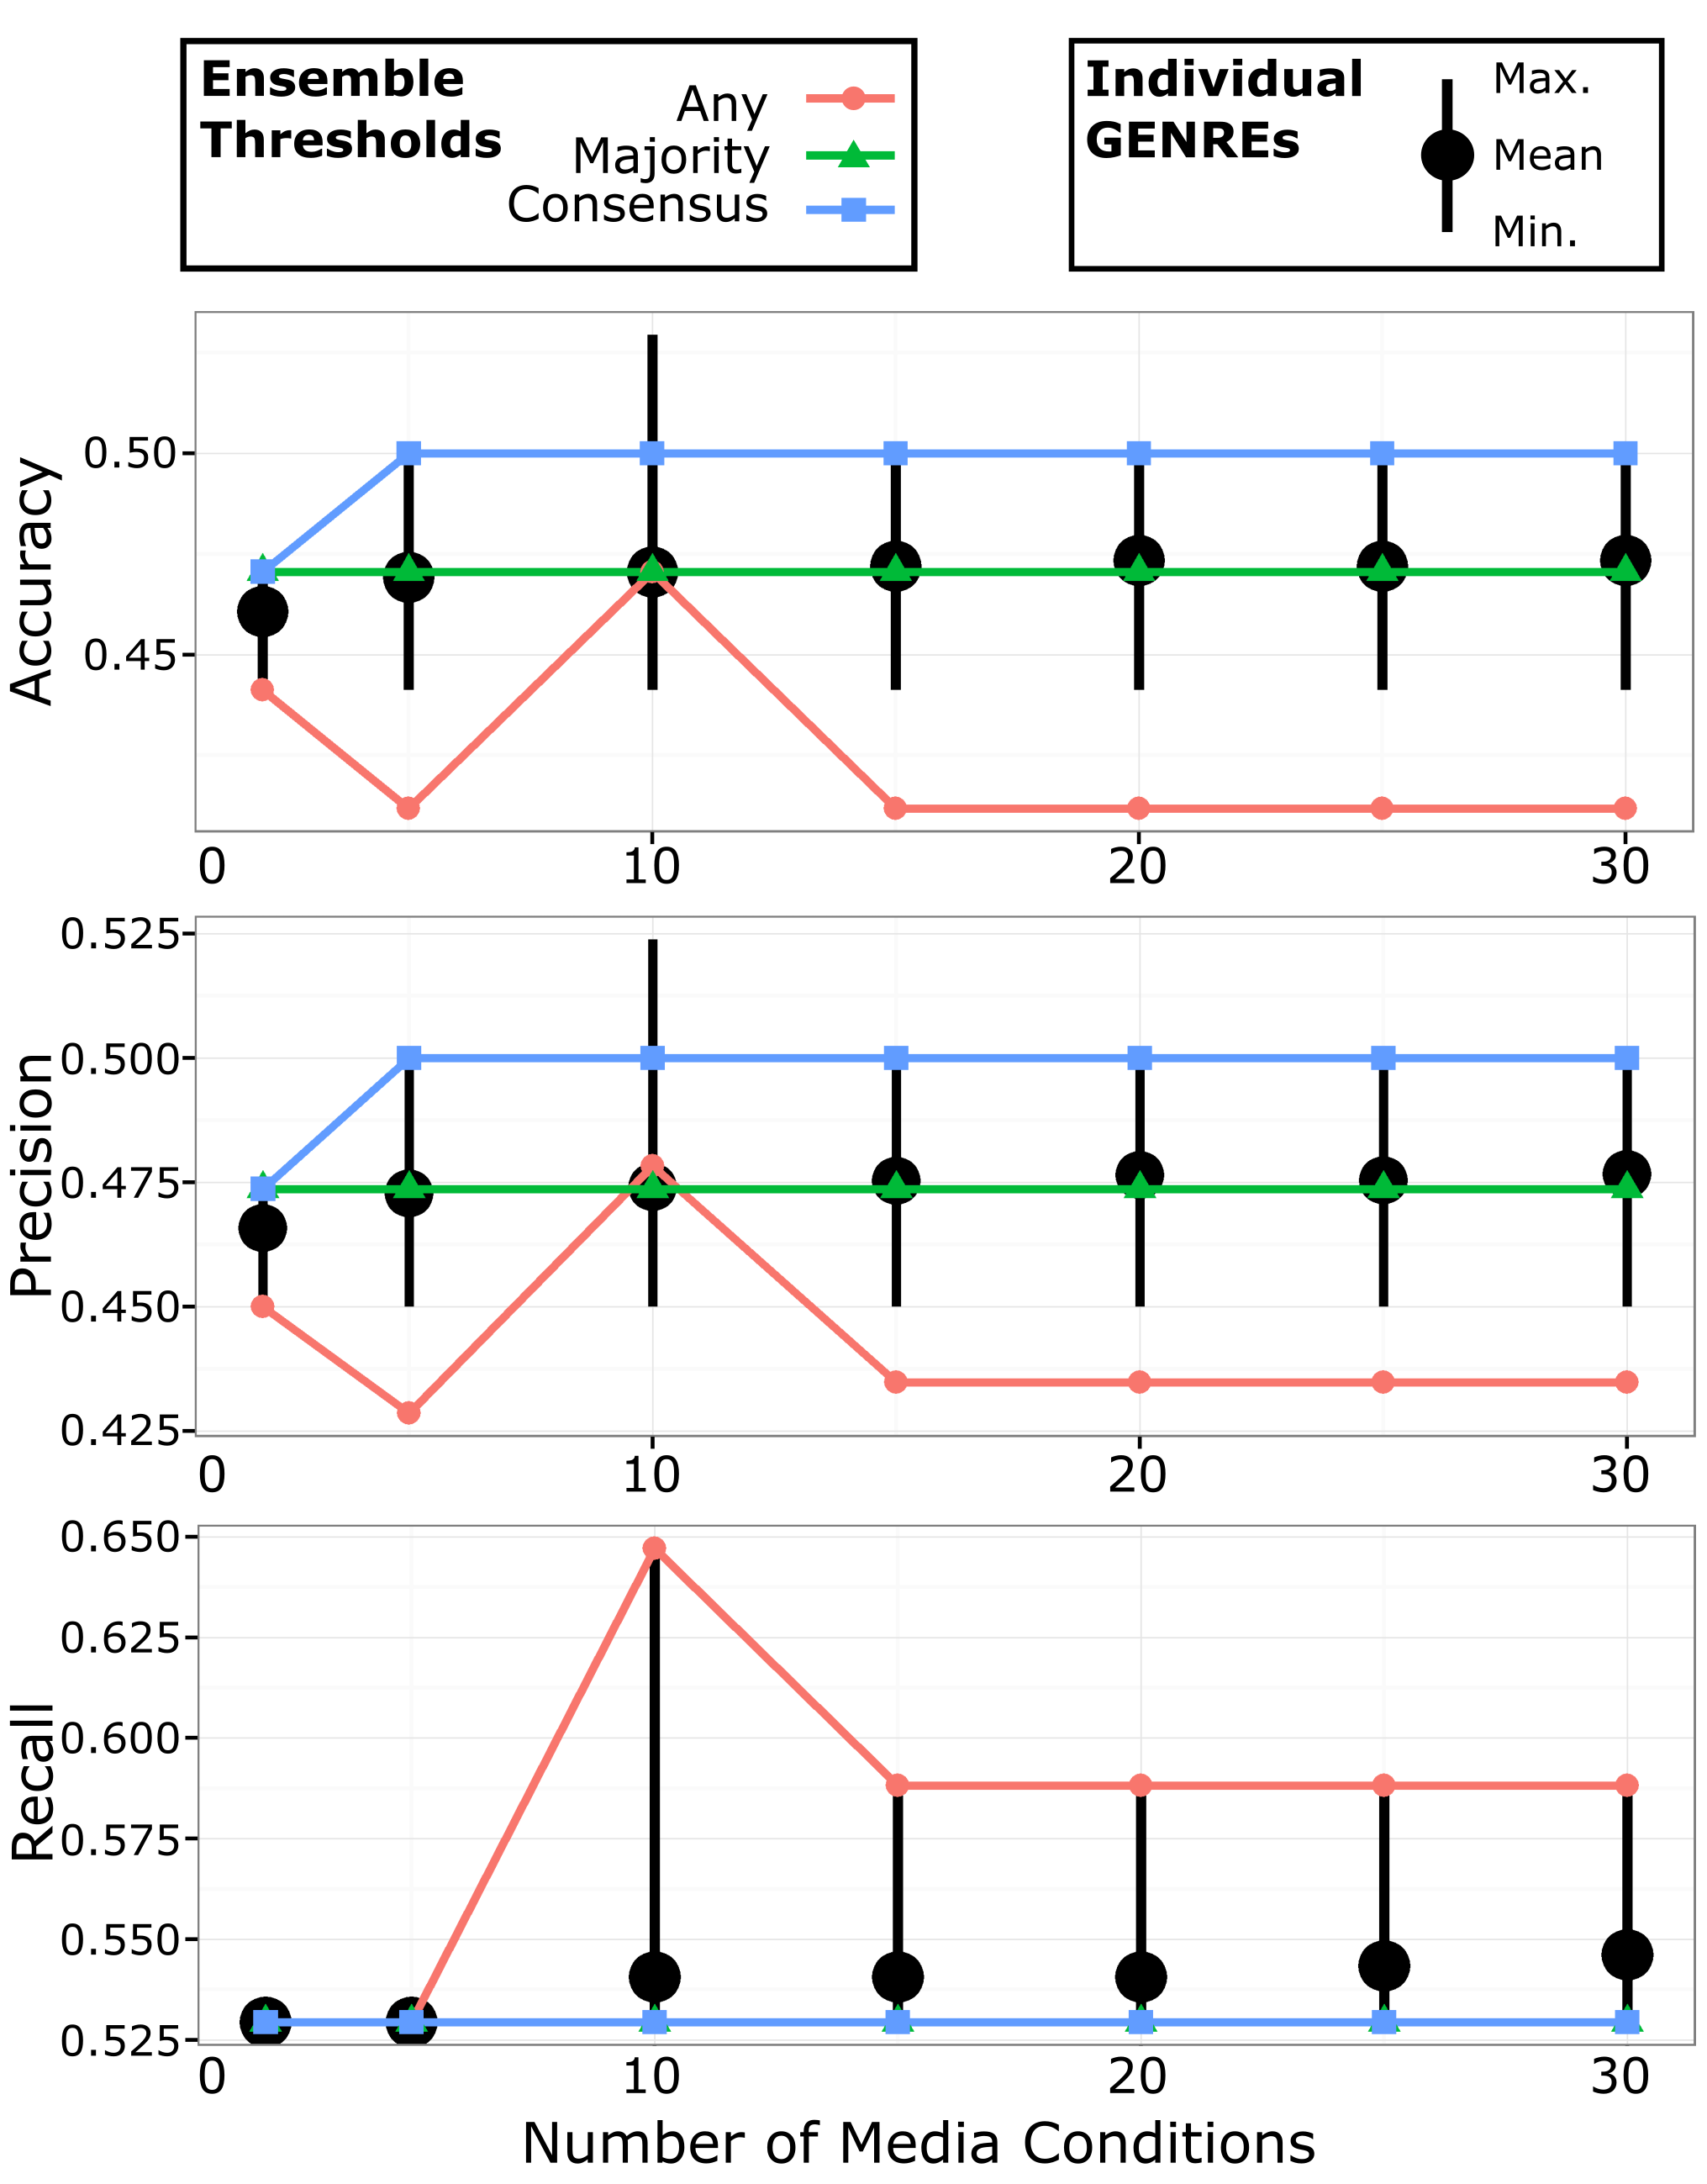 Ensemble
Thresholds
Any
Majority
Consensus
Individual
GENREs
Max.
Mean
Min.
Accuracy
0.50
0.45
0 10 20 30
Precision
0.525
0.500
0.475
0.450
0.425
0 10 20 30
Recall
0.650
0.625
0.600
0.575
0.550
0.525
0 10 20 30
Number of Media Conditions